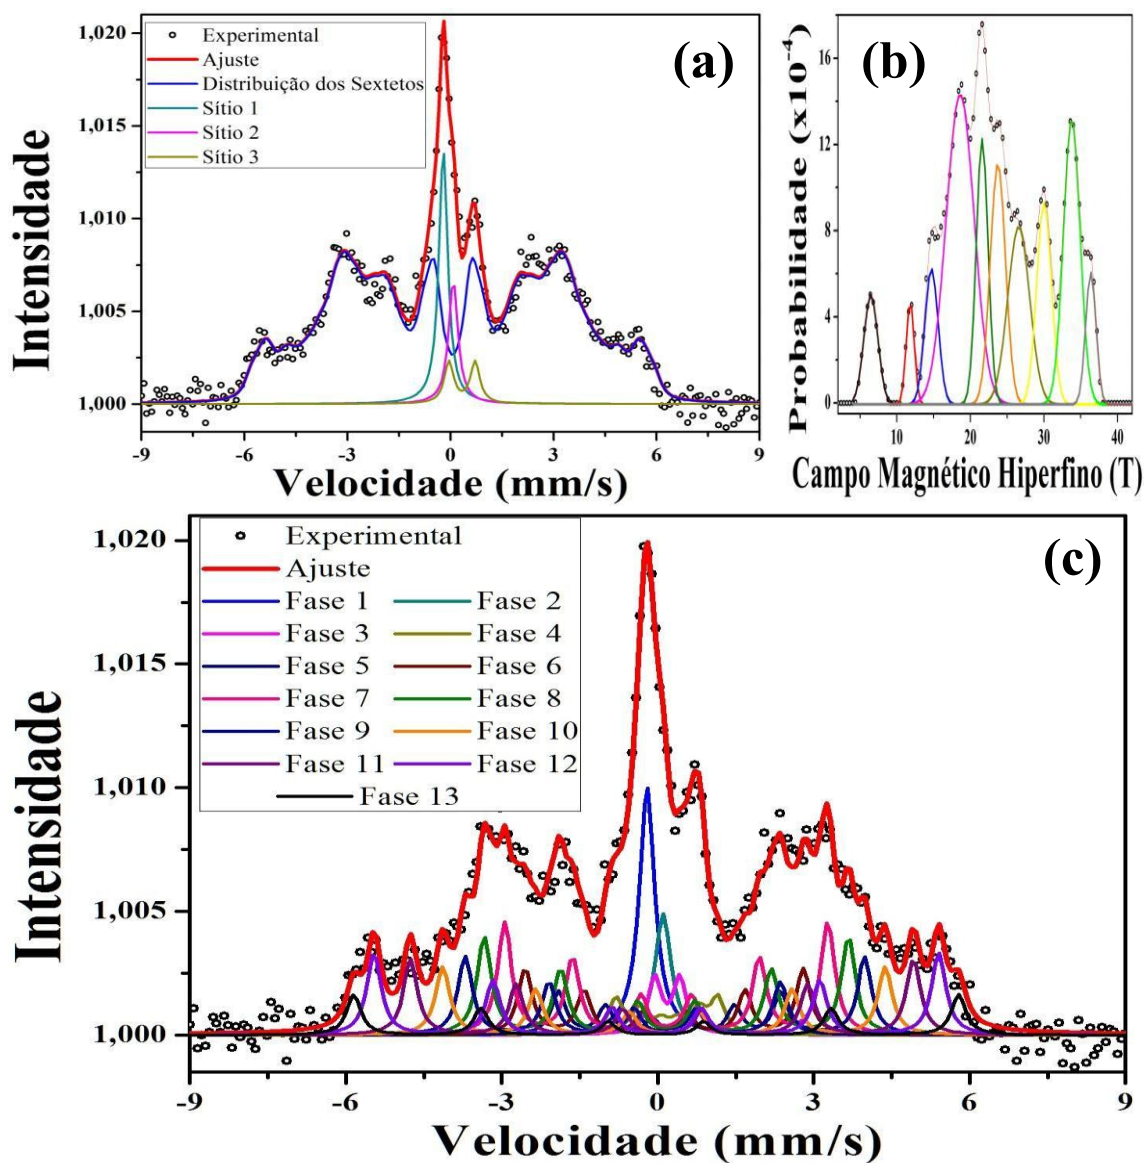 (a)
Experimental
Ajuste
Distribuição dos Sextetos
Sítio 1
Sítio 2
Sítio 3
Intensidade
1,020
1,015
1,010
1,005
1,000
-9 -6 -3 0 3 6 9
Velocidade (mm/s)
(b)
Probabilidade (x10⁻⁴)
16
12
8
4
0
10 20 30 40
Campo Magnético Hiperfino (T)
(c)
Experimental
Ajuste
Fase 1 Fase 2
Fase 3 Fase 4
Fase 5 Fase 6
Fase 7 Fase 8
Fase 9 Fase 10
Fase 11 Fase 12
Fase 13
Intensidade
1,020
1,015
1,010
1,005
1,000
-9 -6 -3 0 3 6 9
Velocidade (mm/s)